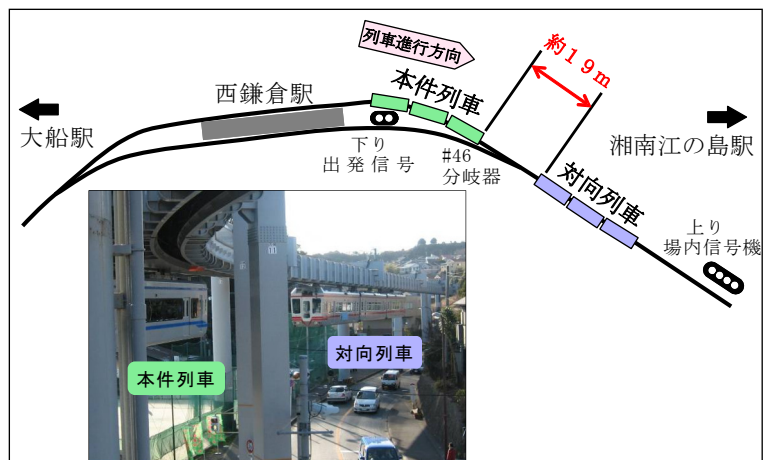 列車進行方向
約19m
本件列車
西鎌倉駅
大船駅
湘南江の島駅
下り
出発信号
#46
分岐器
対向列車
上り
場内信号機
対向列車
本件列車